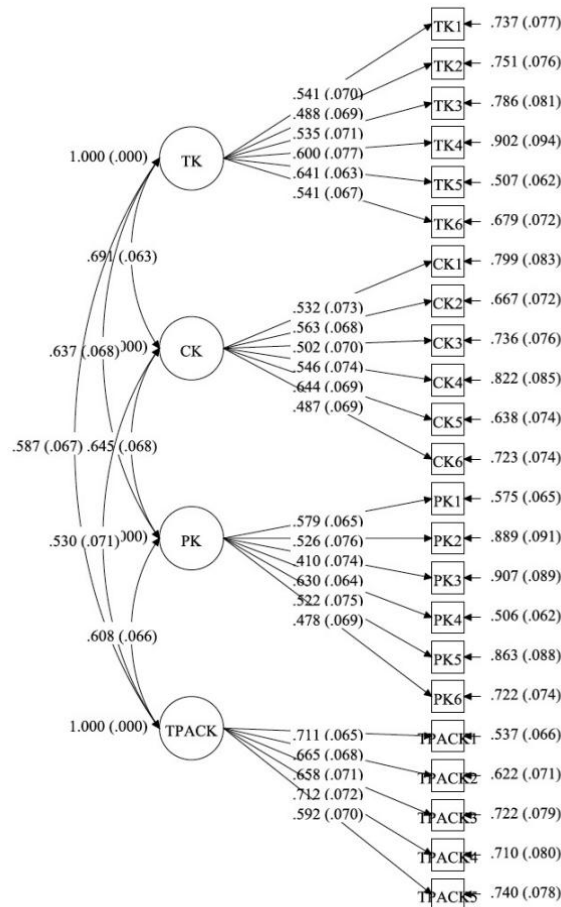 TK1 .737 (.077)
TK2 .751 (.076)
.541 (.070)
.488 (.069)
TK3 .786 (.081)
.535 (.071)
.600 (.077)
TK4 .902 (.094)
1.000 (.000) TK
.641 (.063)
TK5 .507 (.062)
.541 (.067)
TK6 .679 (.072)
.691 (.063)
CK1 .799 (.083)
.532 (.073)
CK2 .667 (.072)
.563 (.068)
.637 (.068) CK
.502 (.070)
CK3 .736 (.076)
.546 (.074)
CK4 .822 (.085)
.644 (.069)
.487 (.069)
CK5 .638 (.074)
.587 (.067) .645 (.068)
CK6 .723 (.074)
PK1 .575 (.065)
.579 (.065)
.526 (.076)
.530 (.071) PK
PK2 .889 (.091)
.410 (.074)
PK3 .907 (.089)
.630 (.064)
.522 (.075)
PK4 .506 (.062)
.478 (.069)
.608 (.066)
PK5 .863 (.088)
PK6 .722 (.074)
1.000 (.000) TPACK
.711 (.065)
TPACK1 .537 (.066)
.665 (.068)
.658 (.071)
TPACK2 .622 (.071)
.712 (.072)
.592 (.070)
TPACK3 .722 (.079)
TPACK4 .710 (.080)
TPACK5 .740 (.078)